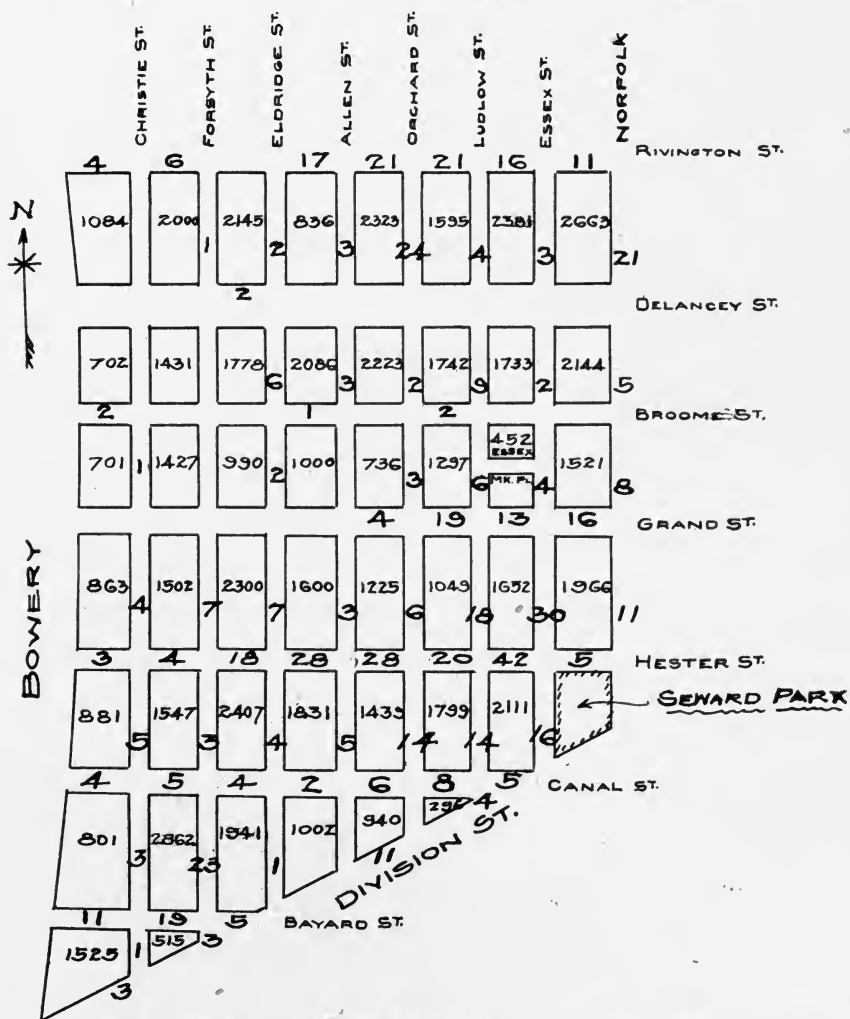 CHRISTIE ST.
FORSYTH ST.
ELDRIDGE ST.
ALLEN ST.
ORCHARD ST.
LUDLOW ST.
ESSEX ST.
NORFOLK
4 6 17 21 21 16 11 RIVINGTON ST.
N
1084 2000 2145 836 2323 1595 2381 2663
1 2 3 24 4 3 21
2
DELANCEY ST.
702 1431 1778 2086 2223 1742 1733 2144
6 3 2 9 2 5
2 1 2 BROOME ST.
452
ESSEX
701 1 1427 990 2 1000 736 3 1297 6 MK. PL. 4 1521 8
4 19 13 16 GRAND ST.
BOWERY
863 1502 2300 1600 1225 1049 1652 1966
4 7 7 3 6 18 30 11
3 4 18 28 28 20 42 5 HESTER ST.
SEWARD PARK
881 1547 2407 1831 1439 1799 2111
5 3 4 5 14 14 16
4 5 4 2 6 8 5 CANAL ST.
801 2862 1941 1002 940 4
3 23 1 11 DIVISION ST.
11 19 5 BAYARD ST.
1525 1 515 3
3